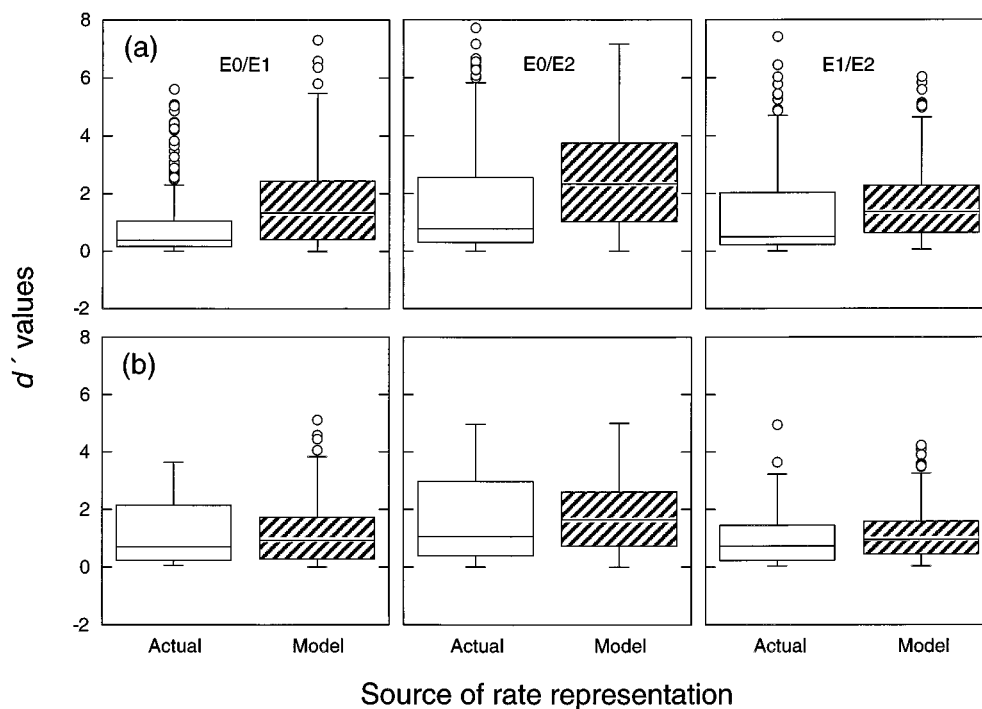 (a)
E0/E1
E0/E2
E1/E2
8
6
4
2
0
-2
d´ values
(b)
8
6
4
2
0
-2
Actual Model Actual Model Actual Model
Source of rate representation